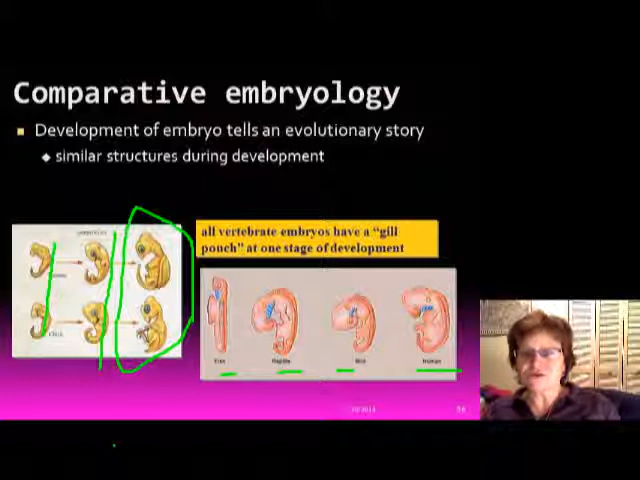 Comparative embryology
Development of embryo tells an evolutionary story
similar structures during development
all vertebrate embryos have a "gill
pouch" at one stage of development
Fish Reptile Bird Human